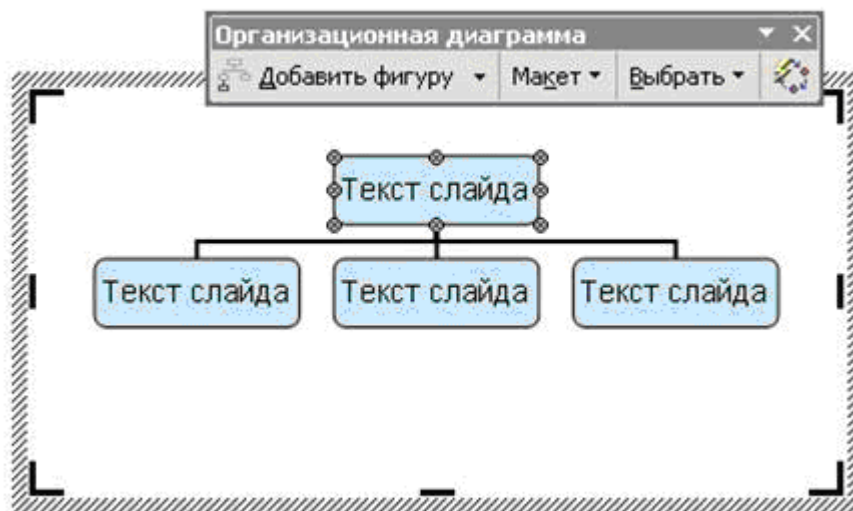 Организационная диаграмма
Добавить фигуру Макет Выбрать
Текст слайда
Текст слайда Текст слайда Текст слайда